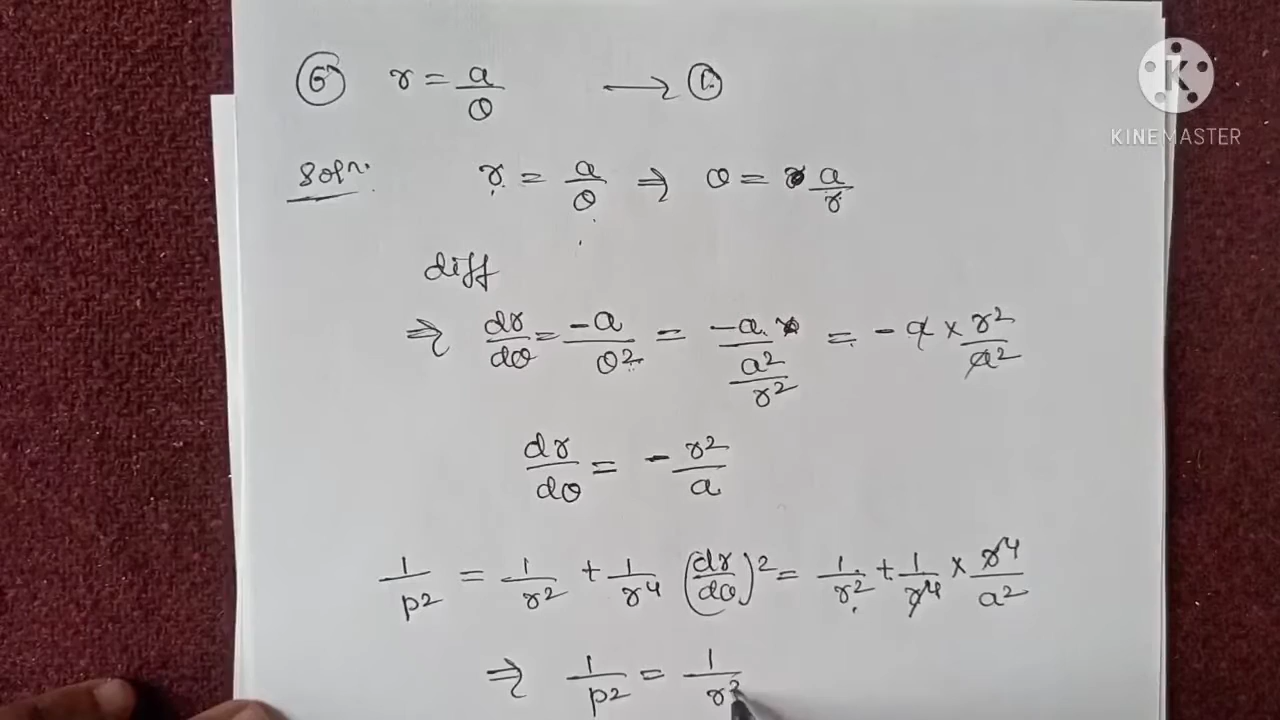 ⑥ r = a/θ ⟶ ①
K
KINEMASTER
Soln. r = a/θ ⇒ θ = a/r
diff
⇒ dr/dθ = -a/θ² = -a/(a²/r²) = -a × r²/a²
dr/dθ = - r²/a
1/p² = 1/r² + 1/r⁴ (dr/dθ)² = 1/r² + 1/r⁴ × r⁴/a²
⇒ 1/p² = 1/r²